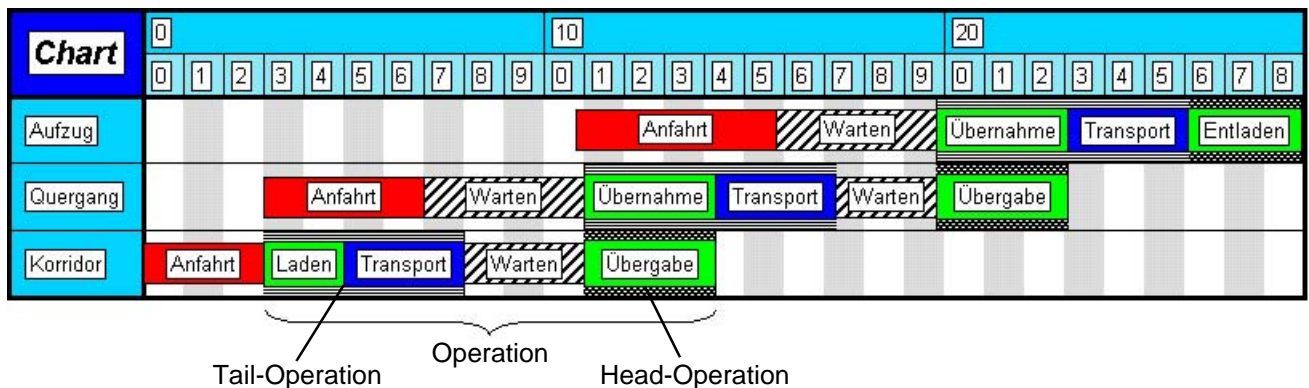 Chart
0 10 20
0 1 2 3 4 5 6 7 8 9 0 1 2 3 4 5 6 7 8 9 0 1 2 3 4 5 6 7 8
Aufzug Anfahrt Warten Übernahme Transport Entladen
Quergang Anfahrt Warten Übernahme Transport Warten Übergabe
Korridor Anfahrt Laden Transport Warten Übergabe
Operation
Tail-Operation Head-Operation